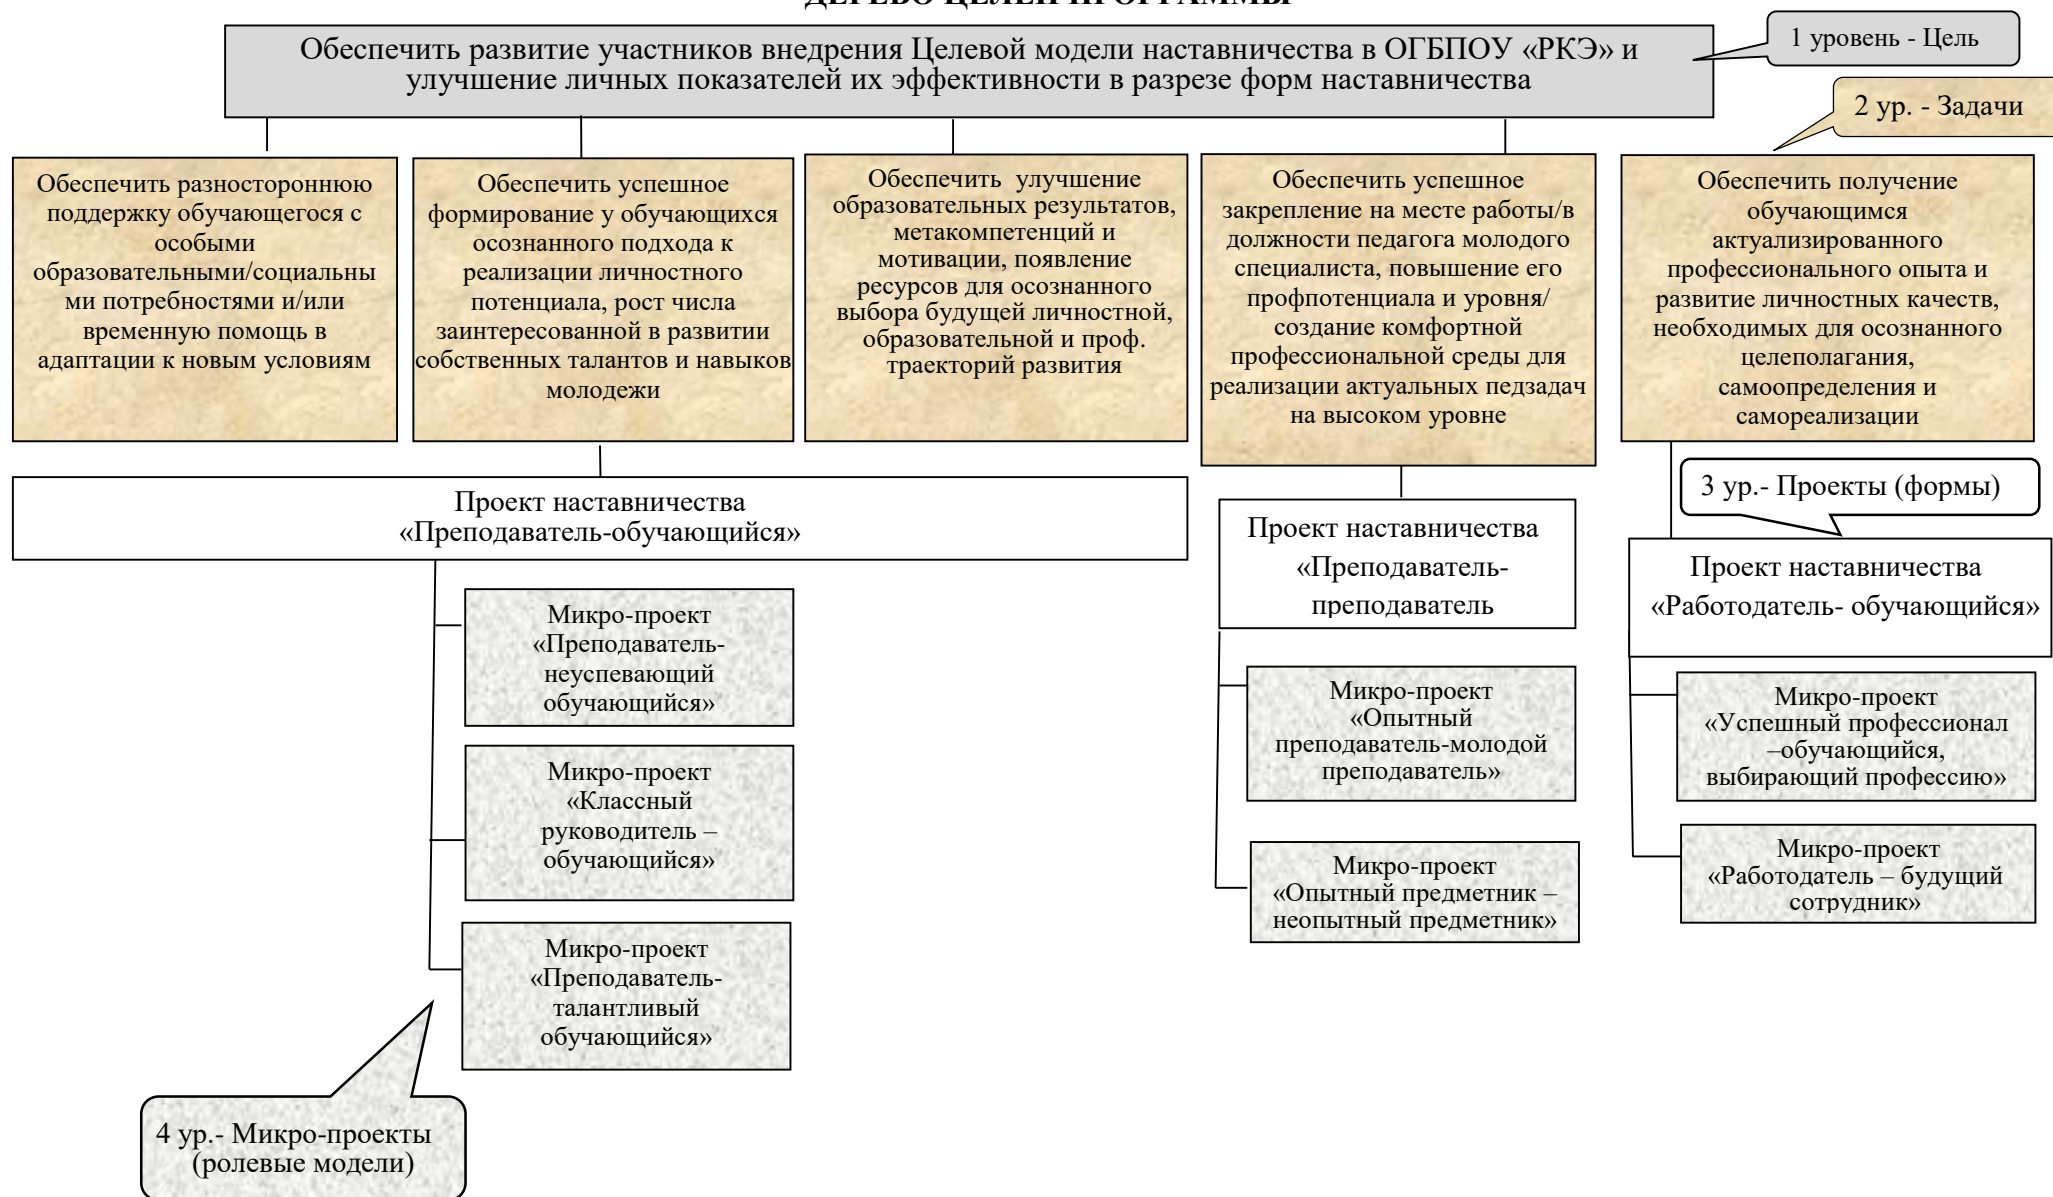 ДЕРЕВО ЦЕЛЕЙ ПРОГРАММЫ
Обеспечить развитие участников внедрения Целевой модели наставничества в ОГБПОУ «РКЭ» и
улучшение личных показателей их эффективности в разрезе форм наставничества
1 уровень - Цель
2 ур. - Задачи
Обеспечить разностороннюю
поддержку обучающегося с
особыми
образовательными/социальны
ми потребностями и/или
временную помощь в
адаптации к новым условиям
Обеспечить успешное
формирование у обучающихся
осознанного подхода к
реализации личностного
потенциала, рост числа
заинтересованной в развитии
собственных талантов и навыков
молодежи
Обеспечить улучшение
образовательных результатов,
метакомпетенций и
мотивации, появление
ресурсов для осознанного
выбора будущей личностной,
образовательной и проф.
траекторий развития
Обеспечить успешное
закрепление на месте работы/в
должности педагога молодого
специалиста, повышение его
профпотенциала и уровня/
создание комфортной
профессиональной среды для
реализации актуальных педзадач
на высоком уровне
Обеспечить получение
обучающимся
актуализированного
профессионального опыта и
развитие личностных качеств,
необходимых для осознанного
целеполагания,
самоопределения и
самореализации
3 ур.- Проекты (формы)
Проект наставничества
«Преподаватель-обучающийся»
Проект наставничества
«Преподаватель-
преподаватель
Проект наставничества
«Работодатель- обучающийся»
Микро-проект
«Преподаватель-
неуспевающий
обучающийся»
Микро-проект
«Классный
руководитель –
обучающийся»
Микро-проект
«Преподаватель-
талантливый
обучающийся»
Микро-проект
«Опытный
преподаватель-молодой
преподаватель»
Микро-проект
«Опытный предметник –
неопытный предметник»
Микро-проект
«Успешный профессионал
–обучающийся,
выбирающий профессию»
Микро-проект
«Работодатель – будущий
сотрудник»
4 ур.- Микро-проекты
(ролевые модели)